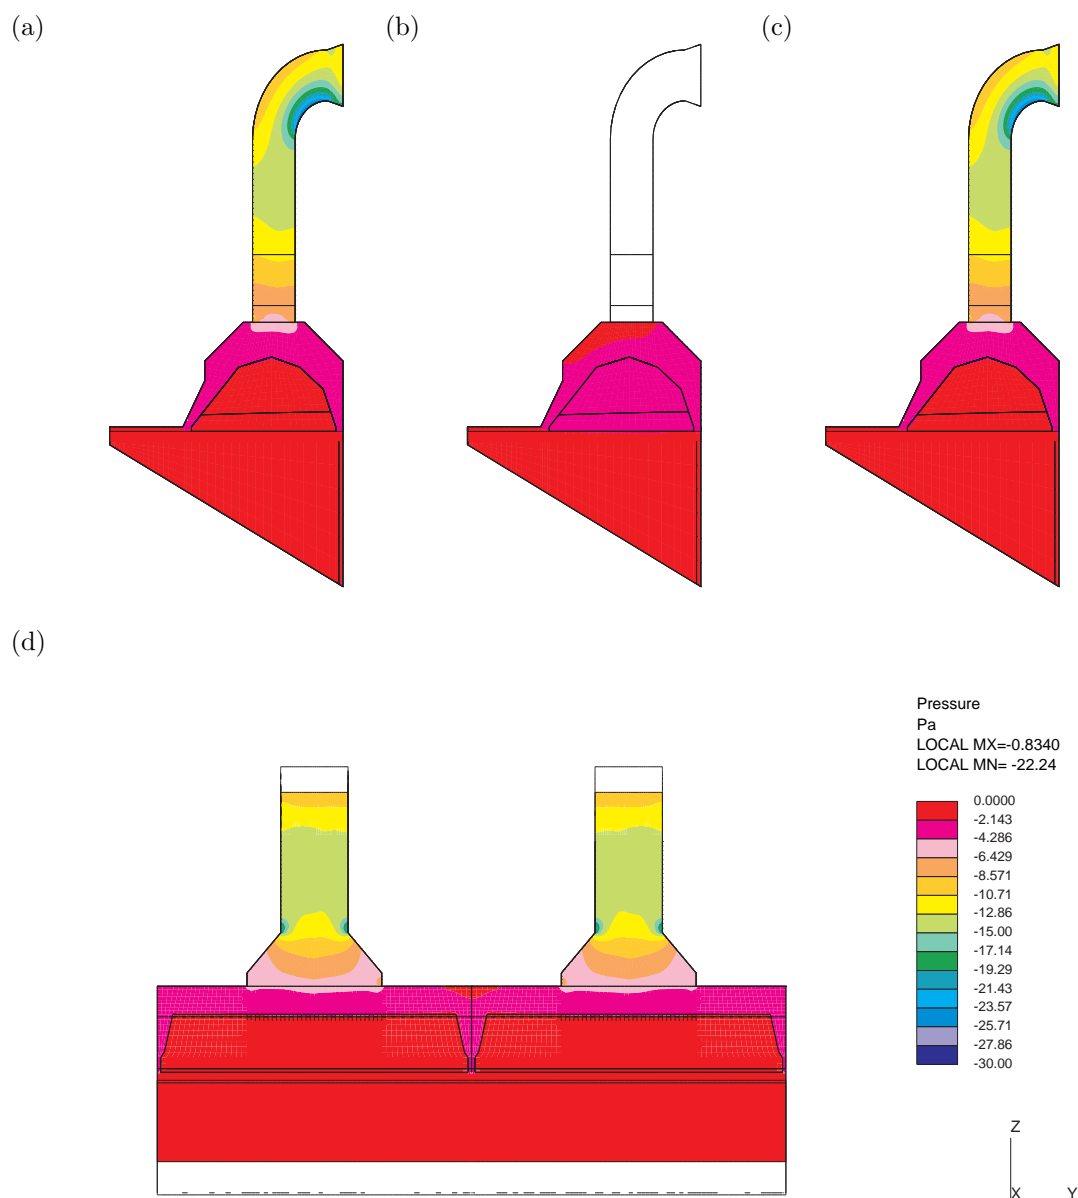 (a)
(b)
(c)
(d)
Pressure
Pa
LOCAL MX=-0.8340
LOCAL MN= -22.24
0.0000
-2.143
-4.286
-6.429
-8.571
-10.71
-12.86
-15.00
-17.14
-19.29
-21.43
-23.57
-25.71
-27.86
-30.00
Z
X
Y